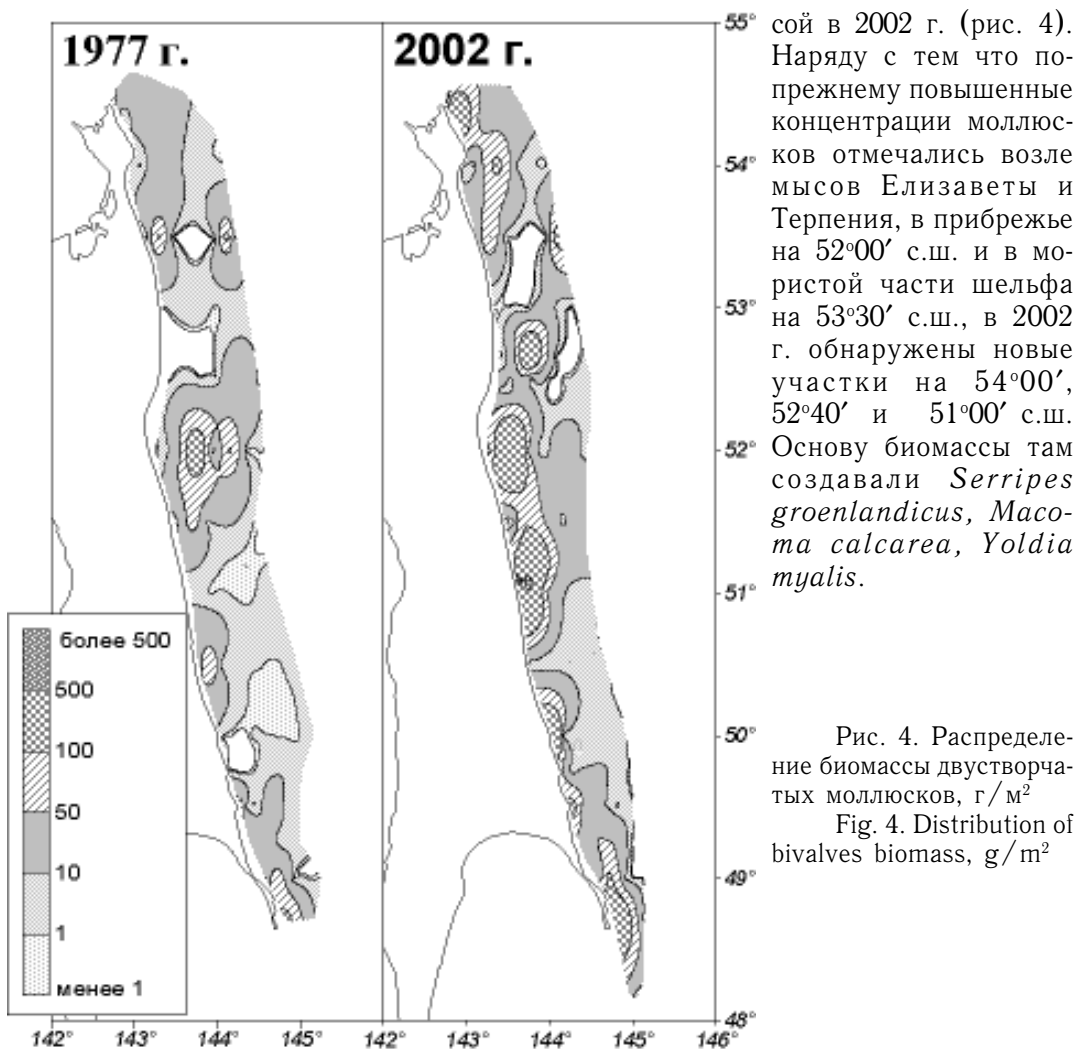 1977 г.
2002 г.
55°
54°
53°
52°
51°
50°
49°
48°
более 500
500
100
50
10
1
менее 1
142°
143°
144°
145°
142°
143°
144°
145°
146°
сой в 2002 г. (рис. 4).
Наряду с тем что по-
прежнему повышенные
концентрации моллюс-
ков отмечались возле
мысов Елизаветы и
Терпения, в прибрежье
на 52°00′ с.ш. и в мо-
ристой части шельфа
на 53°30′ с.ш., в 2002
г. обнаружены новые
участки на 54°00′,
52°40′ и 51°00′ с.ш.
Основу биомассы там
создавали Serripes
groenlandicus, Maco-
ma calcarea, Yoldia
myalis.
Рис. 4. Распределе-
ние биомассы двустворча-
тых моллюсков, г/м²
Fig. 4. Distribution of
bivalves biomass, g/m²